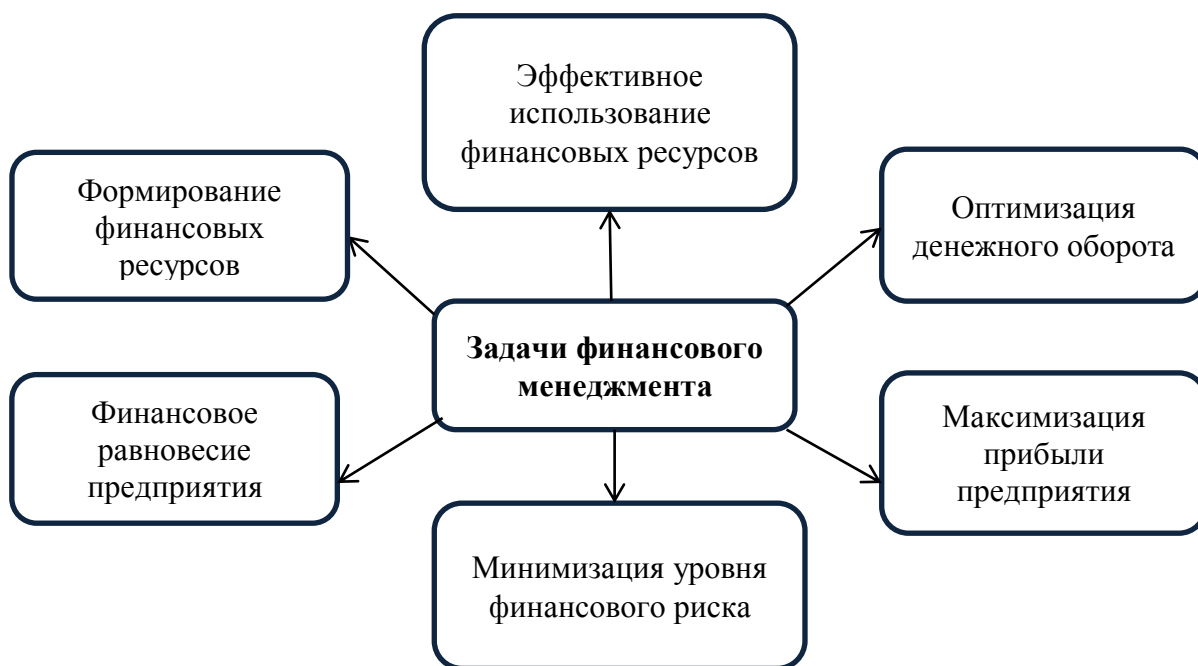 Эффективное
использование
финансовых ресурсов
Формирование
финансовых
ресурсов
Оптимизация
денежного оборота
Задачи финансового
менеджмента
Финансовое
равновесие
предприятия
Максимизация
прибыли
предприятия
Минимизация уровня
финансового риска